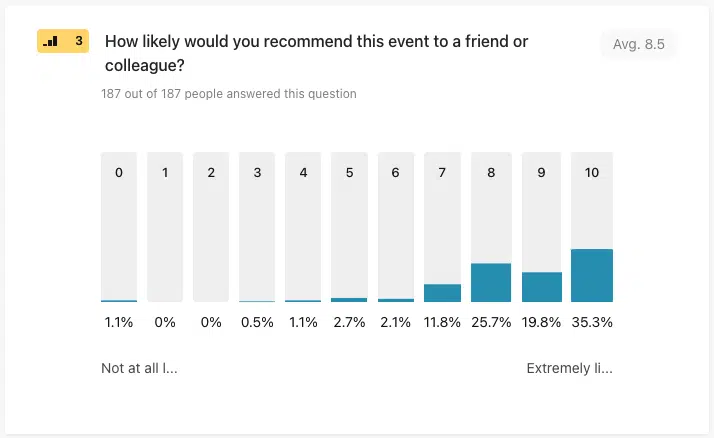 3
How likely would you recommend this event to a friend or
colleague?
Avg. 8.5
187 out of 187 people answered this question
0 1 2 3 4 5 6 7 8 9 10
1.1% 0% 0% 0.5% 1.1% 2.7% 2.1% 11.8% 25.7% 19.8% 35.3%
Not at all l... Extremely li...